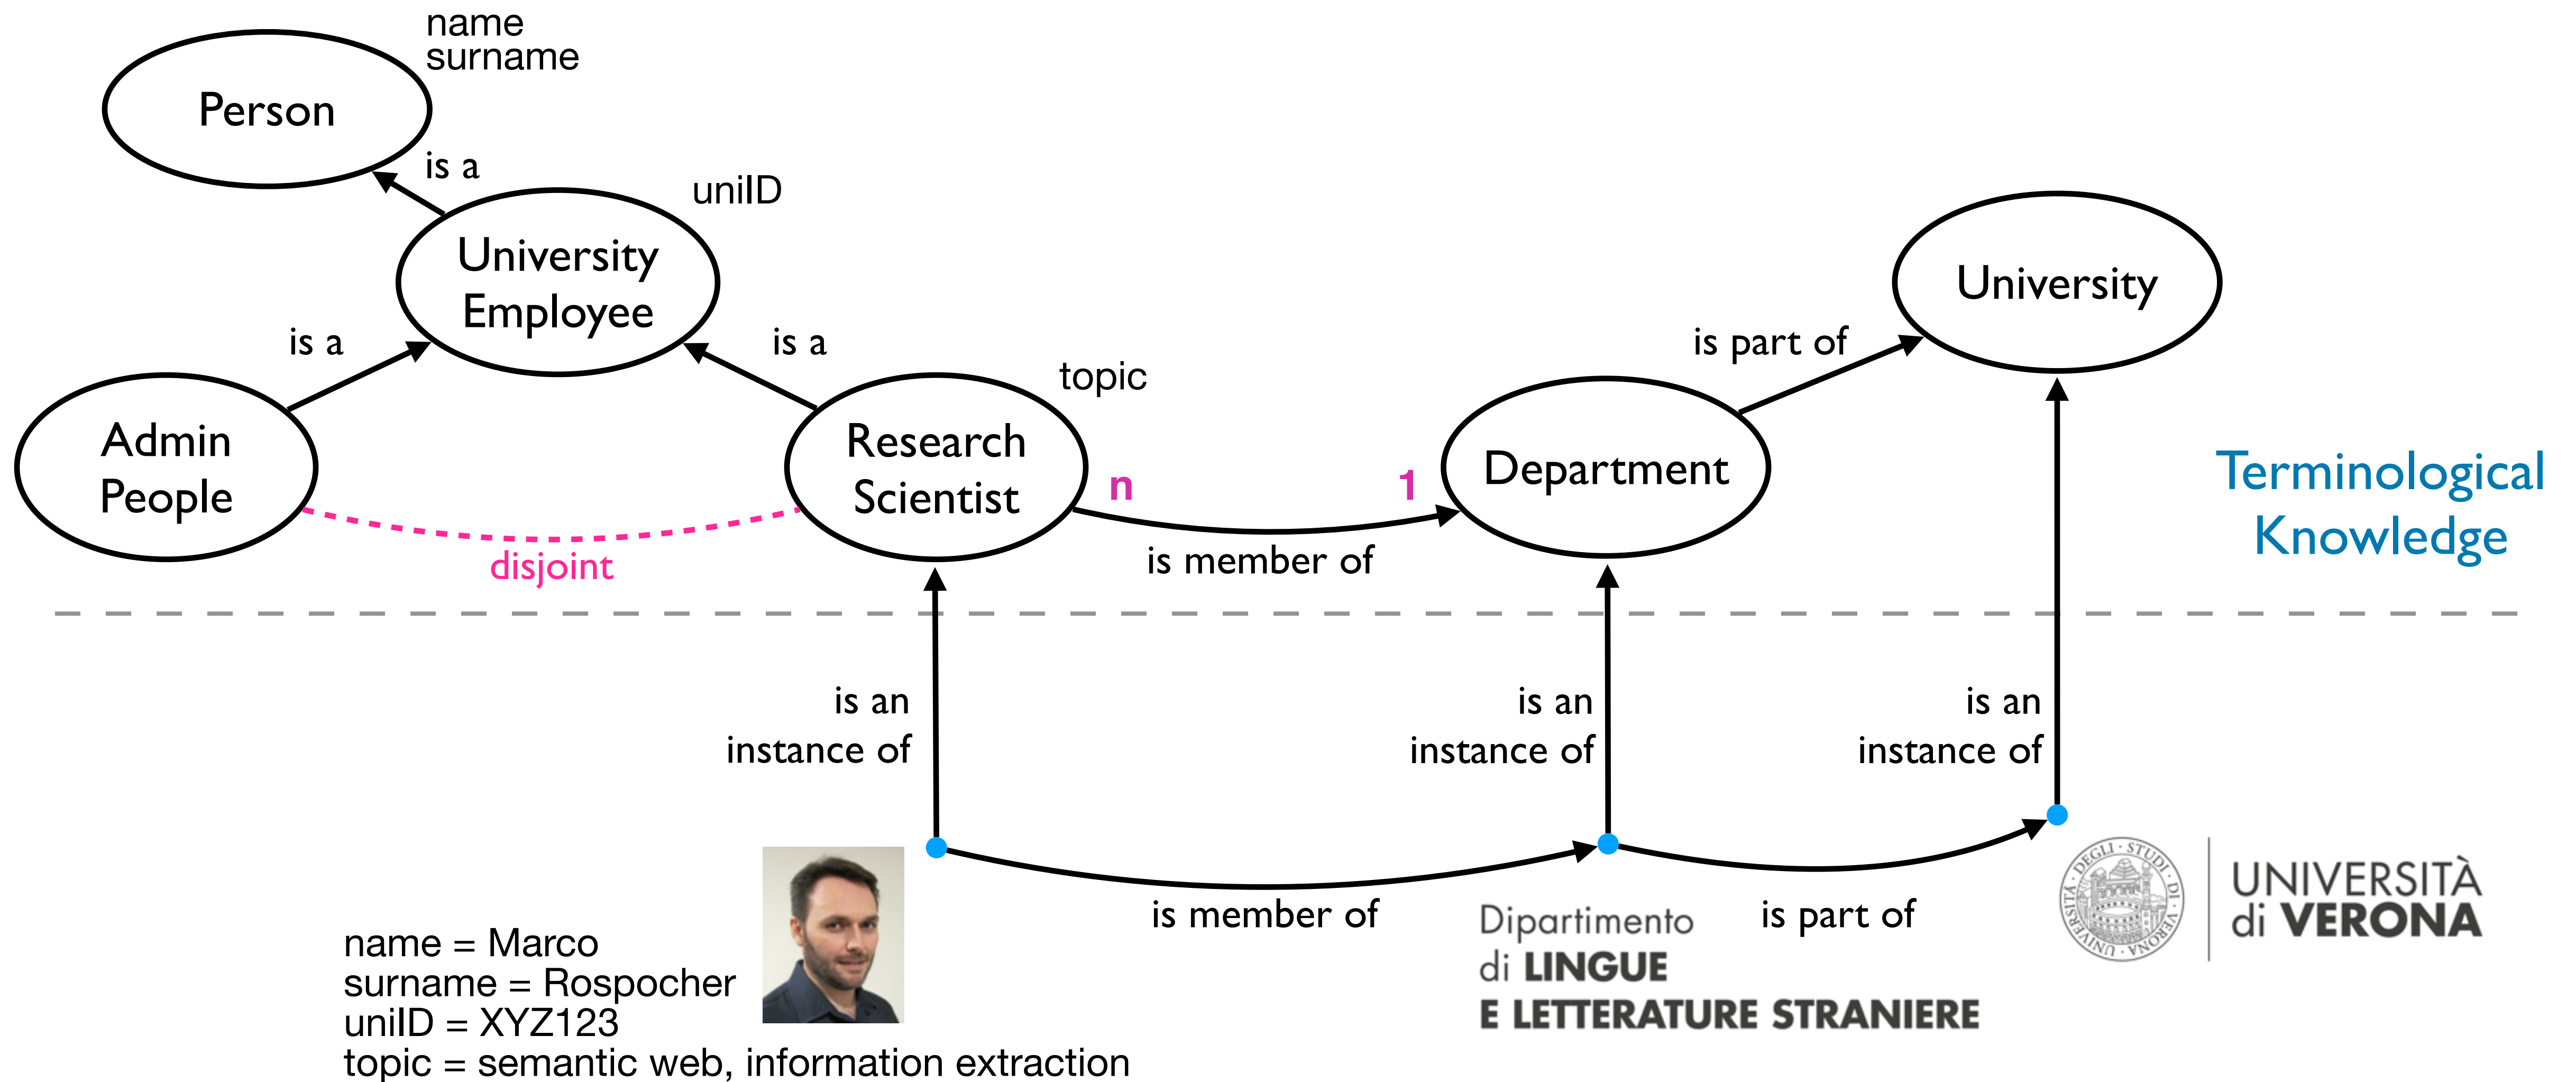 name
surname
Person
is a
uniID
University
Employee
University
is a
is a
is part of
topic
Admin
People
Research
Scientist
n
1
Department
Terminological
Knowledge
disjoint
is member of
is an
instance of
is an
instance of
is an
instance of
is member of
is part of
name = Marco
surname = Rospocher
uniID = XYZ123
topic = semantic web, information extraction
Dipartimento
di LINGUE
E LETTERATURE STRANIERE
UNIVERSITÀ
di VERONA